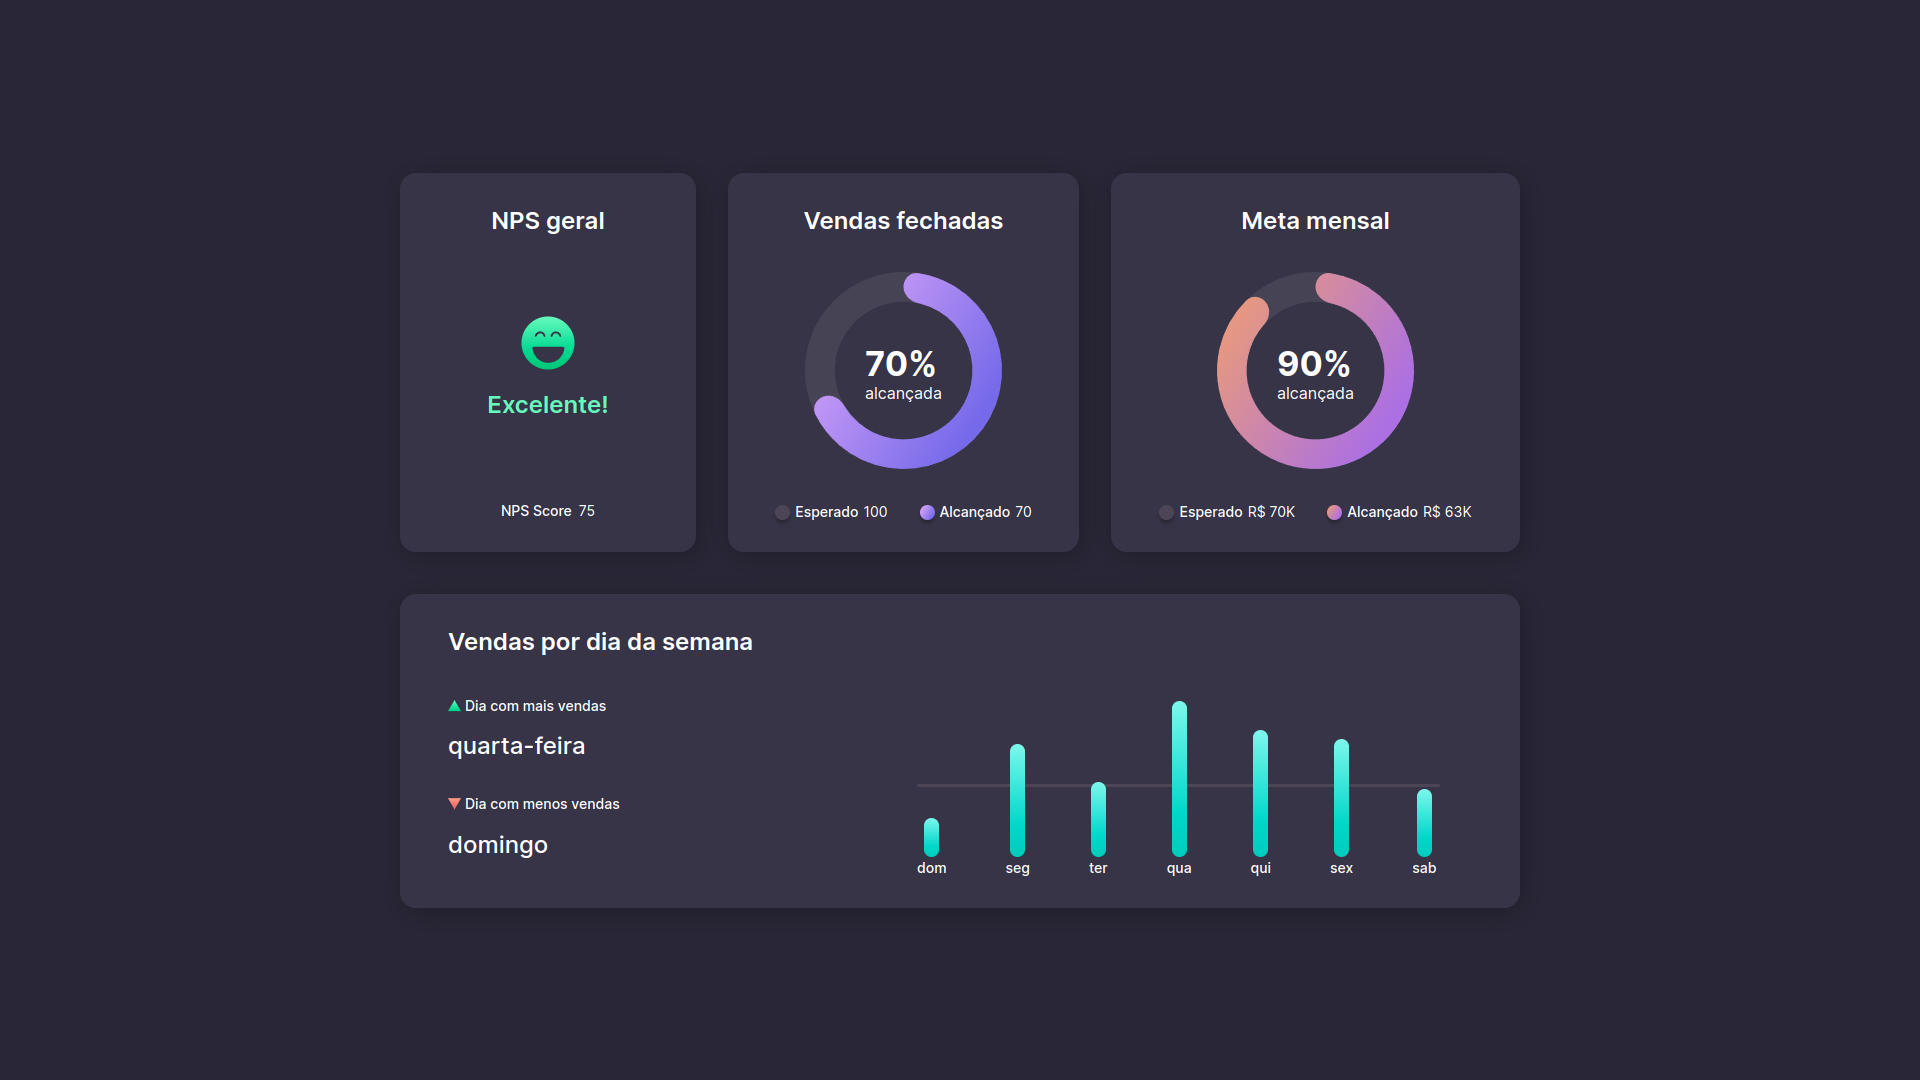 NPS geral
Excelente!
NPS Score 75
Vendas fechadas
70%
alcançada
Esperado 100 Alcançado 70
Meta mensal
90%
alcançada
Esperado R$ 70K Alcançado R$ 63K
Vendas por dia da semana
Dia com mais vendas
quarta-feira
Dia com menos vendas
domingo
dom seg ter qua qui sex sab